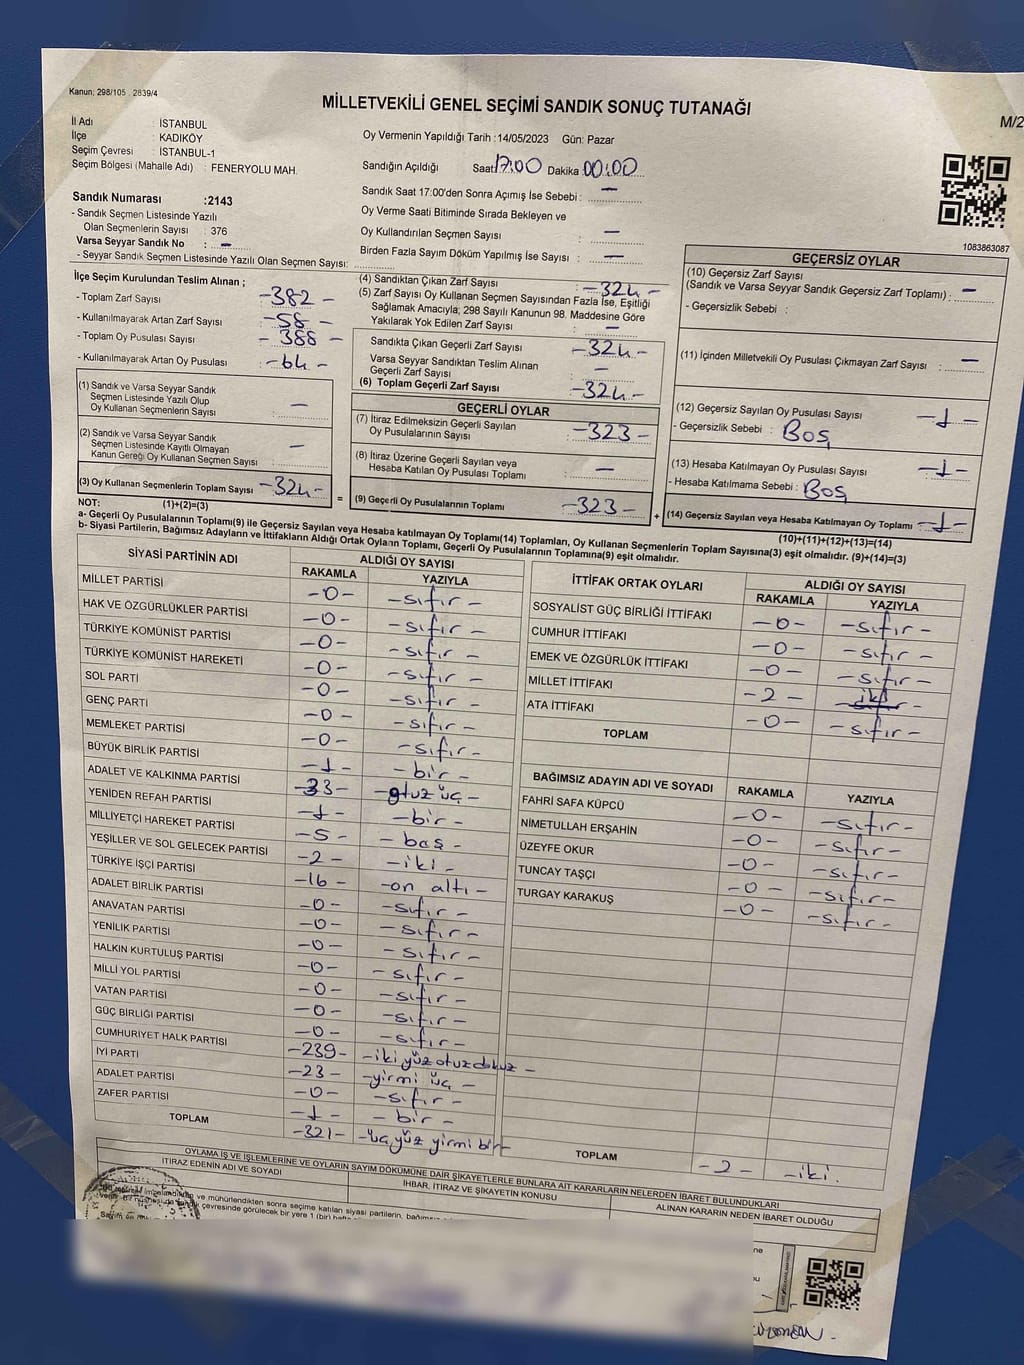 Kanun; 298/105 . 2839/4
MİLLETVEKİLİ GENEL SEÇİMİ SANDIK SONUÇ TUTANAĞI
M/2
İl Adı : İSTANBUL
İlçe : KADIKÖY
Seçim Çevresi : İSTANBUL-1
Seçim Bölgesi (Mahalle Adı) : FENERYOLU MAH.
Oy Vermenin Yapıldığı Tarih : 14/05/2023 Gün: Pazar
Sandığın Açıldığı Saat 17:00 Dakika 00:00
Sandık Saat 17:00'den Sonra Açımış İse Sebebi : —
Oy Verme Saati Bitiminde Sırada Bekleyen ve
Oy Kullandırılan Seçmen Sayısı : —
Birden Fazla Sayım Döküm Yapılmış İse Sayısı : —
Sandık Numarası :2143
- Sandık Seçmen Listesinde Yazılı
Olan Seçmenlerin Sayısı : 376
Varsa Seyyar Sandık No : —
- Seyyar Sandık Seçmen Listesinde Yazılı Olan Seçmen Sayısı:
1083863087
İlçe Seçim Kurulundan Teslim Alınan ;
- Toplam Zarf Sayısı -382-
- Kullanılmayarak Artan Zarf Sayısı -58-
- Toplam Oy Pusulası Sayısı -388-
- Kullanılmayarak Artan Oy Pusulası -64-
(1) Sandık ve Varsa Seyyar Sandık
Seçmen Listesinde Yazılı Olup
Oy Kullanan Seçmenlerin Sayısı : —
(2) Sandık ve Varsa Seyyar Sandık
Seçmen Listesinde Kayıtlı Olmayan
Kanun Gereği Oy Kullanan Seçmen Sayısı : —
(3) Oy Kullanan Seçmenlerin Toplam Sayısı -324-
(1)+(2)=(3)
(4) Sandıktan Çıkan Zarf Sayısı : -324-
(5) Zarf Sayısı Oy Kullanan Seçmen Sayısından Fazla İse, Eşitliği
Sağlamak Amacıyla; 298 Sayılı Kanunun 98. Maddesine Göre
Yakılarak Yok Edilen Zarf Sayısı : —
Sandıkta Çıkan Geçerli Zarf Sayısı : -324-
Varsa Seyyar Sandıktan Teslim Alınan
Geçerli Zarf Sayısı : —
(6) Toplam Geçerli Zarf Sayısı : -324-
GEÇERLİ OYLAR
(7) İtiraz Edilmeksizin Geçerli Sayılan
Oy Pusulalarının Sayısı : -323-
(8) İtiraz Üzerine Geçerli Sayılan veya
Hesaba Katılan Oy Pusulası Toplamı : —
= (9) Geçerli Oy Pusulalarının Toplamı : -323-
GEÇERSİZ OYLAR
(10) Geçersiz Zarf Sayısı
(Sandık ve Varsa Seyyar Sandık Geçersiz Zarf Toplamı) : —
- Geçersizlik Sebebi :
(11) İçinden Milletvekili Oy Pusulası Çıkmayan Zarf Sayısı : —
(12) Geçersiz Sayılan Oy Pusulası Sayısı : -1-
- Geçersizlik Sebebi : Boş
(13) Hesaba Katılmayan Oy Pusulası Sayısı : -1-
- Hesaba Katılmama Sebebi : Boş
+ (14) Geçersiz Sayılan veya Hesaba Katılmayan Oy Toplamı -1-
(10)+(11)+(12)+(13)=(14)
NOT:
a- Geçerli Oy Pusulalarının Toplamı(9) ile Geçersiz Sayılan veya Hesaba katılmayan Oy Toplamı(14) Toplamları, Oy Kullanan Seçmenlerin Toplam Sayısına(3) eşit olmalıdır. (9)+(14)=(3)
b- Siyasi Partilerin, Bağımsız Adayların ve İttifakların Aldığı Ortak Oyların Toplamı, Geçerli Oy Pusulalarının Toplamına(9) eşit olmalıdır.
SİYASİ PARTİNİN ADI ALDIĞI OY SAYISI
RAKAMLA YAZIYLA
MİLLET PARTİSİ -0- -sıfır-
HAK VE ÖZGÜRLÜKLER PARTİSİ -0- -sıfır-
TÜRKİYE KOMÜNİST PARTİSİ -0- -sıfır-
TÜRKİYE KOMÜNİST HAREKETİ -0- -sıfır-
SOL PARTİ -0- -sıfır-
GENÇ PARTİ -0- -sıfır-
MEMLEKET PARTİSİ -0- -sıfır-
BÜYÜK BİRLİK PARTİSİ -1- -bir-
ADALET VE KALKINMA PARTİSİ -33- -otuz üç-
YENİDEN REFAH PARTİSİ -1- -bir-
MİLLİYETÇİ HAREKET PARTİSİ -5- -beş-
YEŞİLLER VE SOL GELECEK PARTİSİ -2- -iki-
TÜRKİYE İŞÇİ PARTİSİ -16- -on altı-
ADALET BİRLİK PARTİSİ -0- -sıfır-
ANAVATAN PARTİSİ -0- -sıfır-
YENİLİK PARTİSİ -0- -sıfır-
HALKIN KURTULUŞ PARTİSİ -0- -sıfır-
MİLLİ YOL PARTİSİ -0- -sıfır-
VATAN PARTİSİ -0- -sıfır-
GÜÇ BİRLİĞİ PARTİSİ -0- -sıfır-
CUMHURİYET HALK PARTİSİ -239- -iki yüz otuz dokuz-
İYİ PARTİ -23- -yirmi üç-
ADALET PARTİSİ -0- -sıfır-
ZAFER PARTİSİ -1- -bir-
TOPLAM -321- -üç yüz yirmi bir-
İTTİFAK ORTAK OYLARI ALDIĞI OY SAYISI
RAKAMLA YAZIYLA
SOSYALİST GÜÇ BİRLİĞİ İTTİFAKI -0- -sıfır-
CUMHUR İTTİFAKI -0- -sıfır-
EMEK VE ÖZGÜRLÜK İTTİFAKI -0- -sıfır-
MİLLET İTTİFAKI -2- iki
ATA İTTİFAKI -0- -sıfır-
TOPLAM
BAĞIMSIZ ADAYIN ADI VE SOYADI RAKAMLA YAZIYLA
FAHRİ SAFA KÜPCÜ -0- -sıfır-
NİMETULLAH ERŞAHİN -0- -sıfır-
ÜZEYFE OKUR -0- -sıfır-
TUNCAY TAŞÇI -0- -sıfır-
TURGAY KARAKUŞ -0- -sıfır-
TOPLAM -2- -iki.
OYLAMA İŞ VE İŞLEMLERİNE VE OYLARIN SAYIM DÖKÜMÜNE DAİR ŞİKAYETLERLE BUNLARA AİT KARARLARIN NELERDEN İBARET BULUNDUKLARI
İTİRAZ EDENİN ADI VE SOYADI İHBAR, İTİRAZ VE ŞİKAYETİN KONUSU ALINAN KARARIN NEDEN İBARET OLDUĞU
ve mühürlendikten sonra seçime katılan siyasi partilerin,
çevresinde görülecek bir yere 1 (bir)